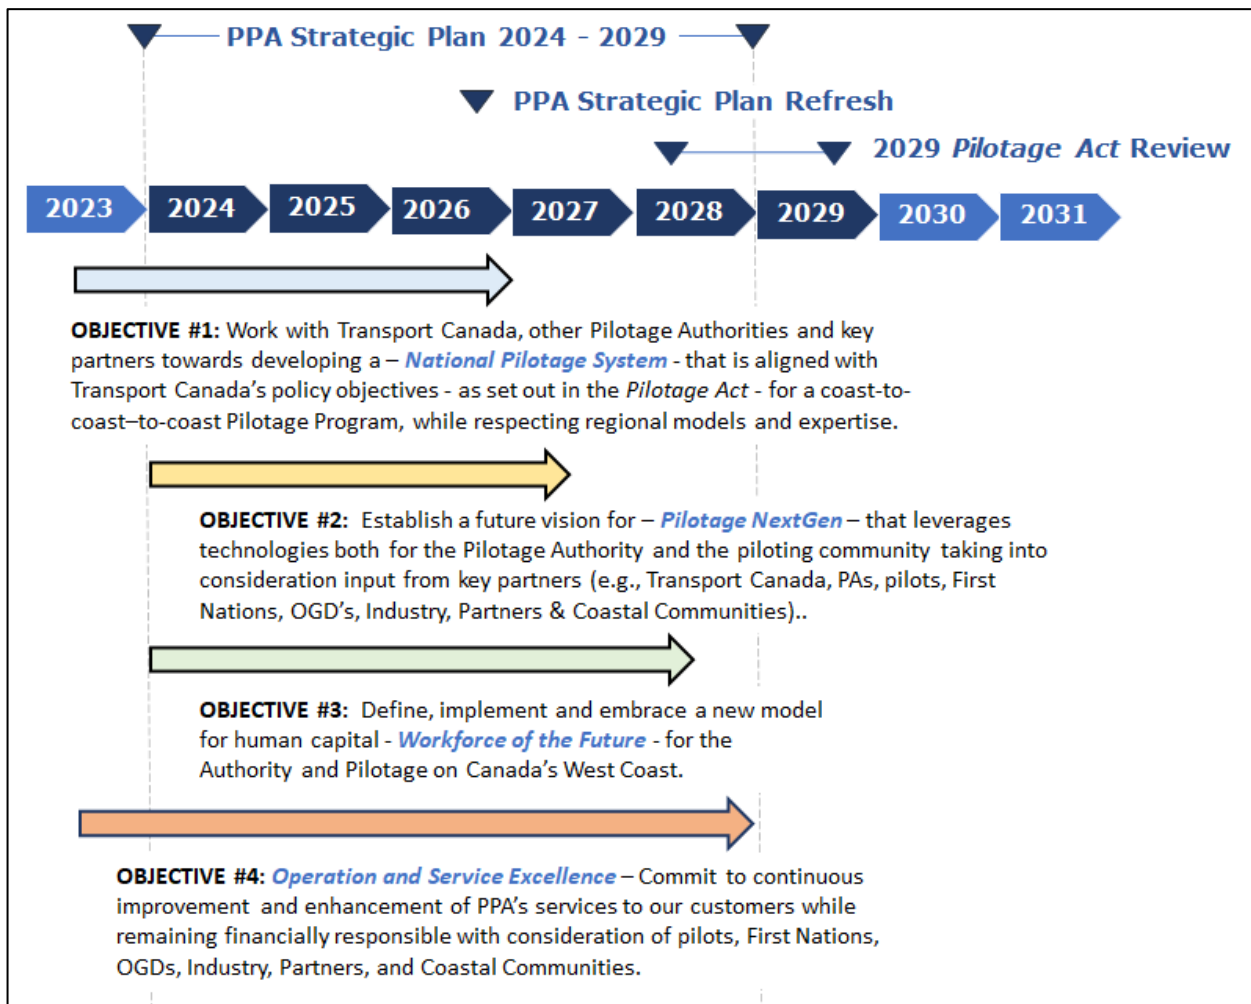 PPA Strategic Plan 2024 - 2029
PPA Strategic Plan Refresh
2029 Pilotage Act Review
2023 2024 2025 2026 2027 2028 2029 2030 2031
OBJECTIVE #1: Work with Transport Canada, other Pilotage Authorities and key
partners towards developing a – National Pilotage System - that is aligned with
Transport Canada's policy objectives - as set out in the Pilotage Act - for a coast-to-
coast–to-coast Pilotage Program, while respecting regional models and expertise.
OBJECTIVE #2: Establish a future vision for – Pilotage NextGen – that leverages
technologies both for the Pilotage Authority and the piloting community taking into
consideration input from key partners (e.g., Transport Canada, PAs, pilots, First
Nations, OGD's, Industry, Partners & Coastal Communities)..
OBJECTIVE #3: Define, implement and embrace a new model
for human capital - Workforce of the Future - for the
Authority and Pilotage on Canada's West Coast.
OBJECTIVE #4: Operation and Service Excellence – Commit to continuous
improvement and enhancement of PPA's services to our customers while
remaining financially responsible with consideration of pilots, First Nations,
OGDs, Industry, Partners, and Coastal Communities.